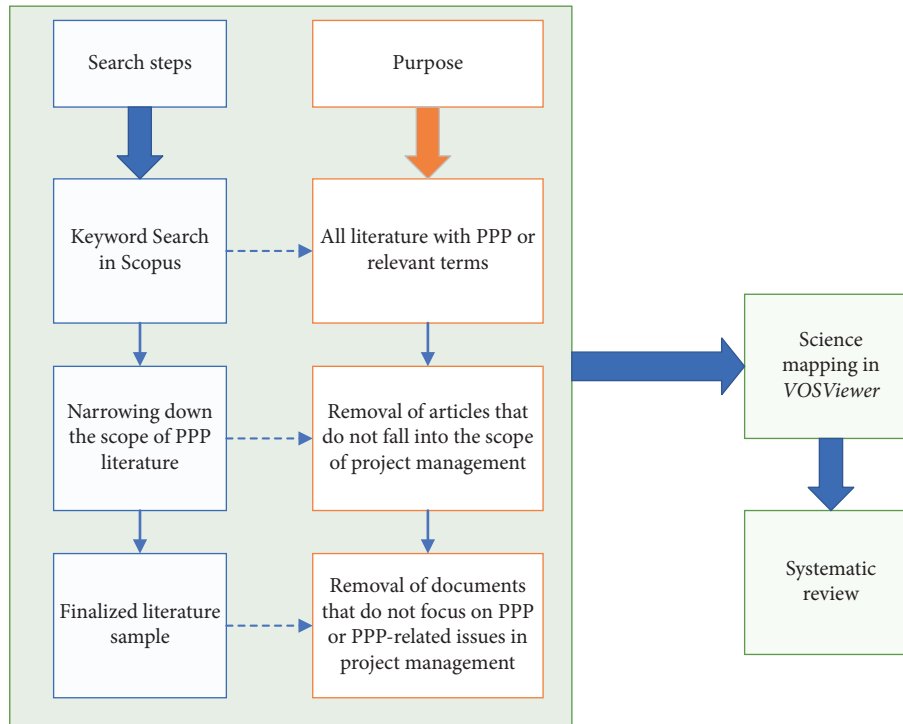 Search steps
Purpose
Keyword Search
in Scopus
All literature with PPP or
relevant terms
Narrowing down
the scope of PPP
literature
Removal of articles that
do not fall into the scope
of project management
Finalized literature
sample
Removal of documents
that do not focus on PPP
or PPP-related issues in
project management
Science
mapping in
VOSViewer
Systematic
review